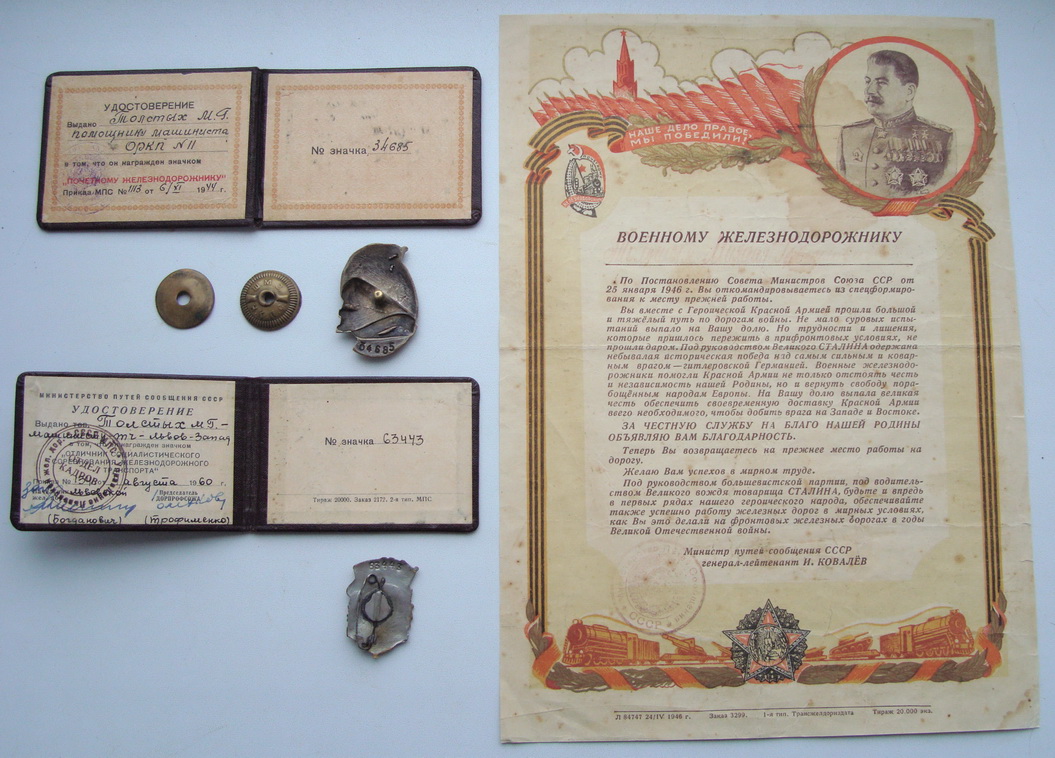 УДОСТОВЕРЕНИЕ
Выдано Толстых М.Г.
помощнику машиниста
ОРКП №11
в том, что он награжден значком
"ПОЧЕТНОМУ ЖЕЛЕЗНОДОРОЖНИКУ"
Приказ МПС № 1113 от 6/XI 1944 г.
№ значка 34685
34685
МИНИСТЕРСТВО ПУТЕЙ СООБЩЕНИЯ СССР
УДОСТОВЕРЕНИЕ
Выдано тов. Толстых М.Г.-
Львов-Запад
в том, награжден значком
ОТЛИЧНИК СОЦИАЛИСТИЧЕСКОГО
СОРЕВНОВАНИЯ ЖЕЛЕЗНОДОРОЖНОГО
ТРАНСПОРТА"
августа 1960 г.
Львовской
Председатель
ДОРПРОФСОЖА
(Богданович) (Трофименко)
ОТДЕЛ
КАДРОВ
№ значка 63473
Тираж 20000. Заказ 2172. 2-я тип. МПС
НАШЕ ДЕЛО ПРАВОЕ,
МЫ ПОБЕДИЛИ!
ВОЕННОМУ ЖЕЛЕЗНОДОРОЖНИКУ
По Постановлению Совета Министров Союза ССР от
25 января 1946 г. Вы откомандировываетесь из спецформиро-
вания к месту прежней работы.
Вы вместе с Героической Красной Армией прошли большой
и тяжёлый путь по дорогам войны. Не мало суровых испы-
таний выпало на Вашу долю. Но трудности и лишения,
которые пришлось пережить в прифронтовых условиях, не
прошли даром. Под руководством Великого СТАЛИНА одержана
небывалая историческая победа над самым сильным и ковар-
ным врагом — гитлеровской Германией. Военные железнодо-
рожники помогли Красной Армии не только отстоять честь
и независимость нашей Родины, но и вернуть свободу пора-
бощённым народам Европы. На Вашу долю выпала великая
честь обеспечить своевременную доставку Красной Армии
всего необходимого, чтобы добить врага на Западе и Востоке.
ЗА ЧЕСТНУЮ СЛУЖБУ НА БЛАГО НАШЕЙ РОДИНЫ
ОБЪЯВЛЯЮ ВАМ БЛАГОДАРНОСТЬ.
Теперь Вы возвращаетесь на прежнее место работы на
дорогу.
Желаю Вам успехов в мирном труде.
Под руководством большевистской партии, под водитель-
ством Великого вождя товарища СТАЛИНА, будьте и впредь
в первых рядах нашего героического народа, обеспечивайте
также успешно работу железных дорог в мирных условиях,
как Вы это делали на фронтовых железных дорогах в годы
Великой Отечественной войны.
Министр путей сообщения СССР
генерал-лейтенант И. КОВАЛЁВ
Л 84747 24/IV 1946 г. Заказ 3299. 1-я тип. Трансжелдориздата Тираж 20.000 экз.